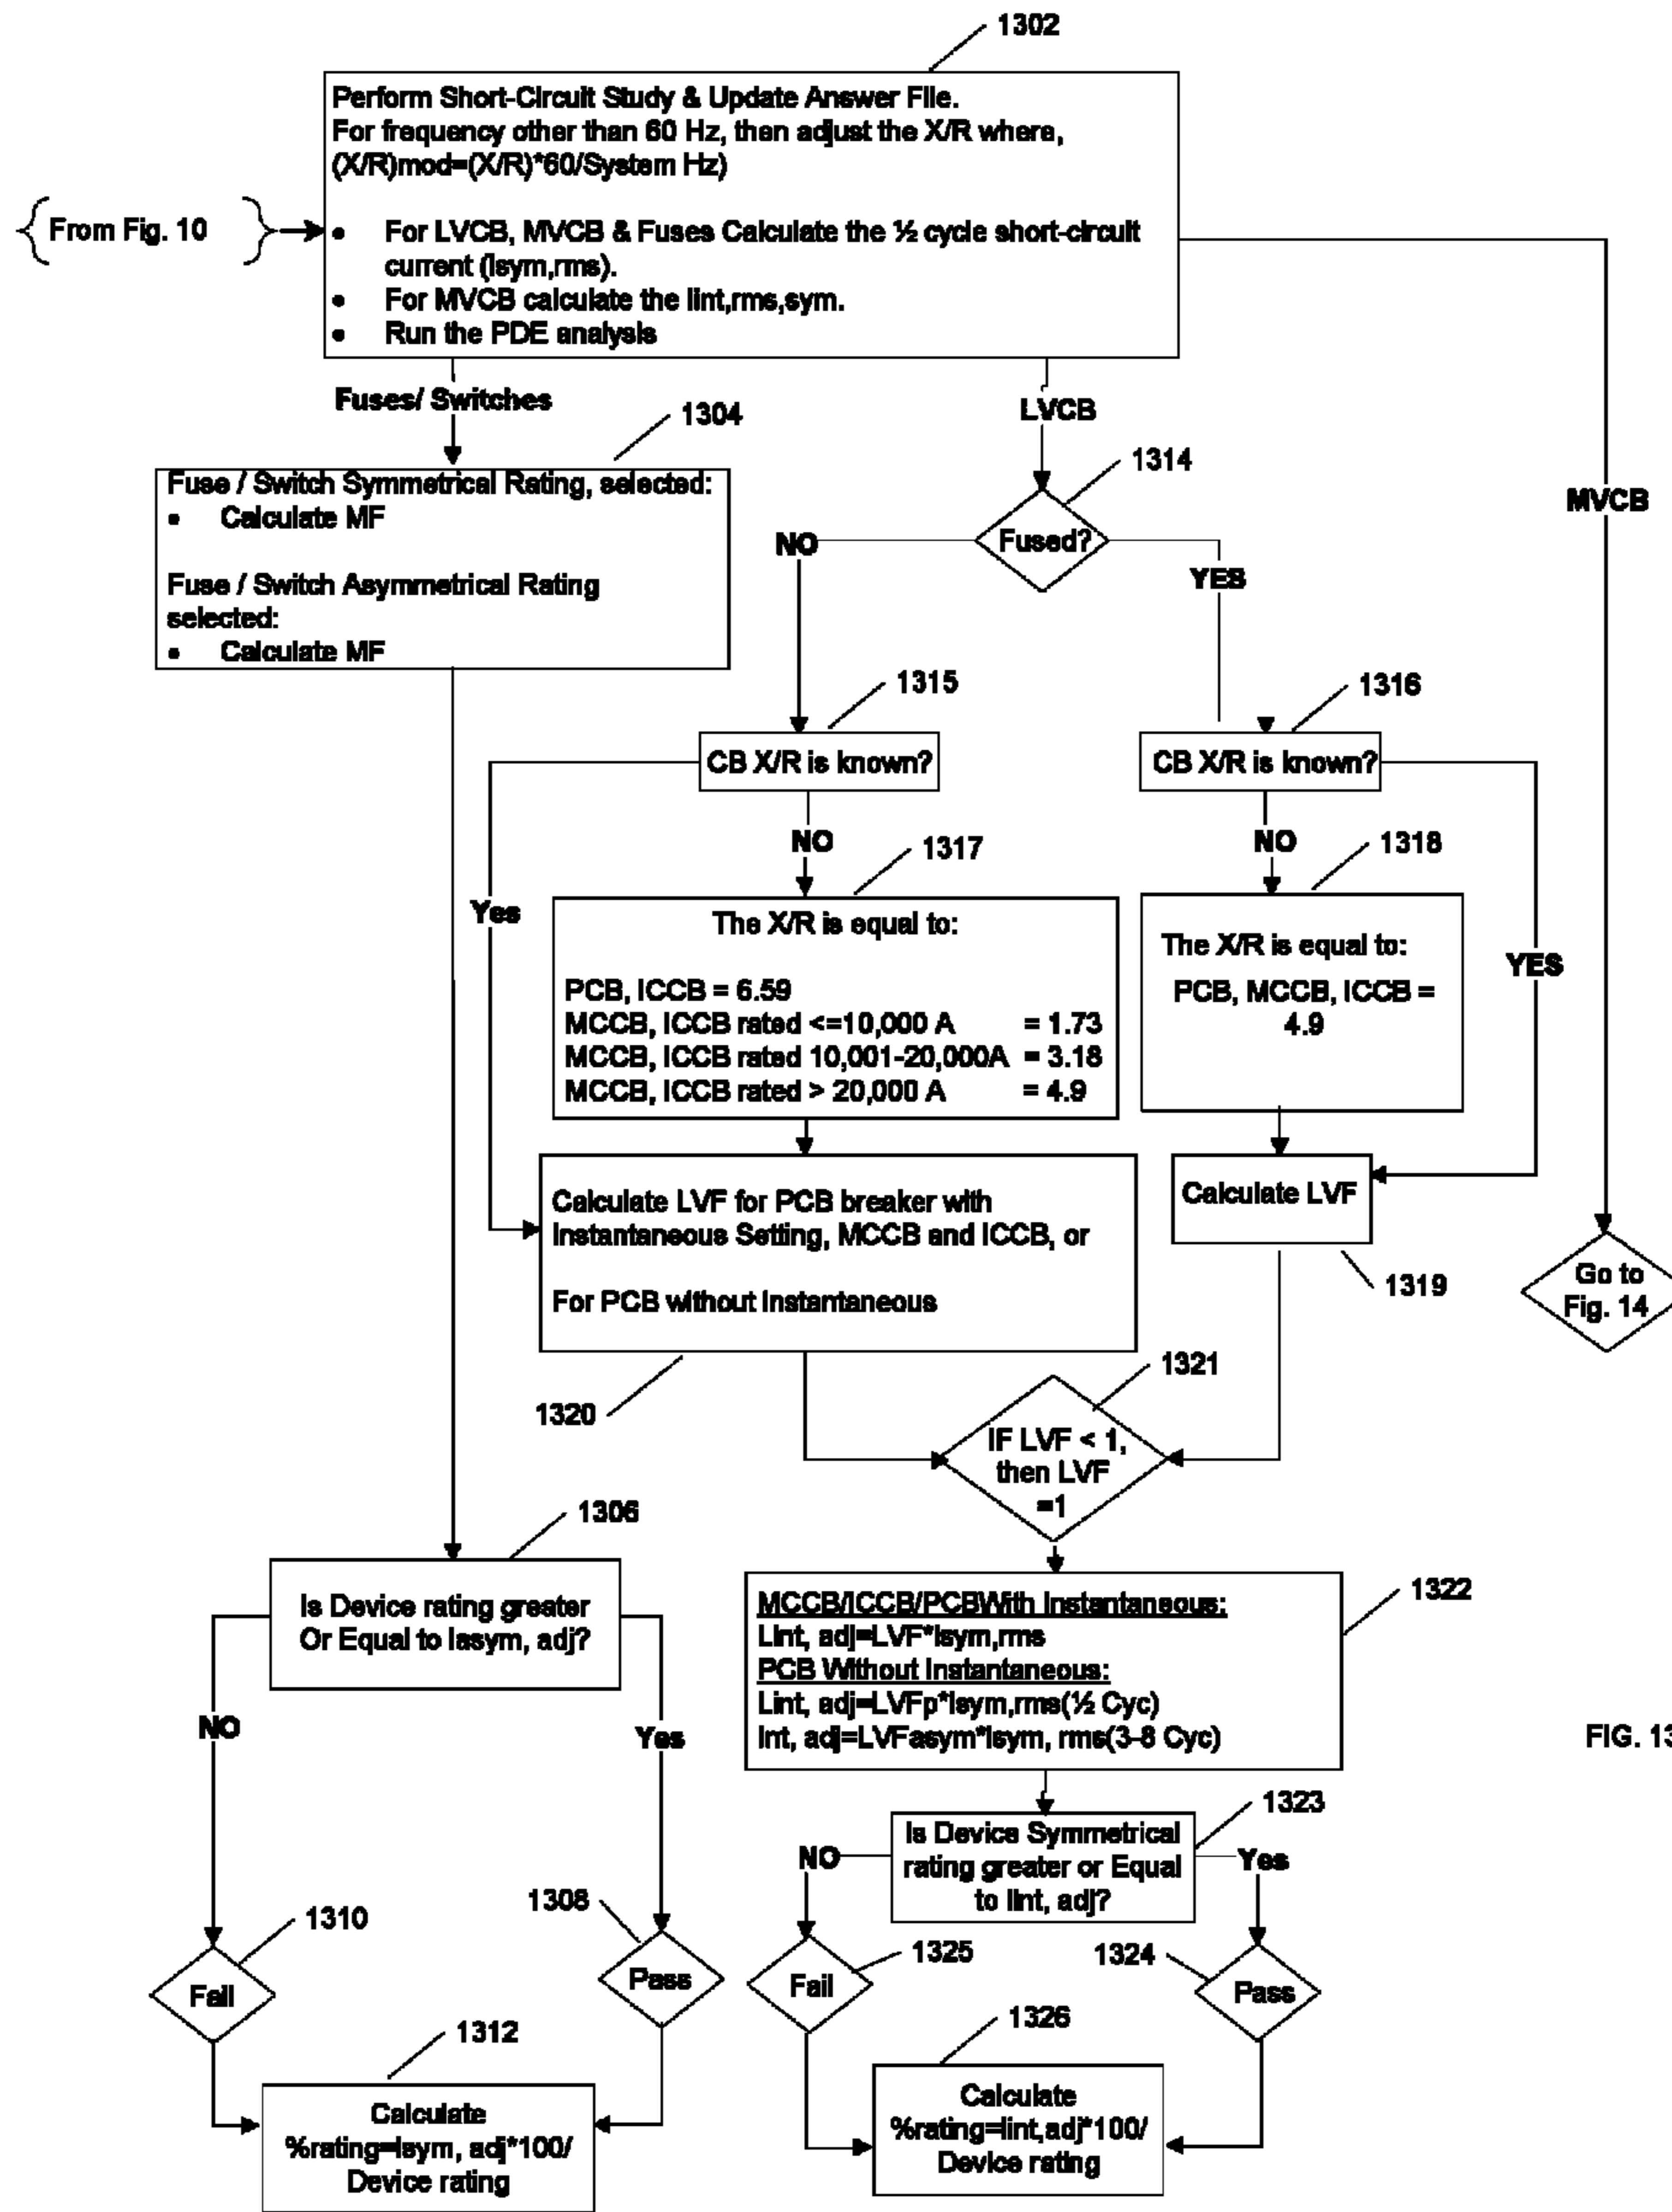 1302
Perform Short-Circuit Study & Update Answer File.
For frequency other than 60 Hz, then adjust the X/R where,
(X/R)mod=(X/R)*60/System Hz)
From Fig. 10
• For LVCB, MVCB & Fuses Calculate the ½ cycle short-circuit
current (Isym,rms).
• For MVCB calculate the Iint,rms,sym.
• Run the PDE analysis
Fuses/ Switches
LVCB
MVCB
1304
Fuse / Switch Symmetrical Rating, selected:
• Calculate MF
Fuse / Switch Asymmetrical Rating
selected:
• Calculate MF
1314
Fused?
NO
YES
1315
CB X/R is known?
1316
CB X/R is known?
NO
NO
Yes
YES
1317
The X/R is equal to:
PCB, ICCB = 6.59
MCCB, ICCB rated <=10,000 A = 1.73
MCCB, ICCB rated 10,001-20,000A = 3.18
MCCB, ICCB rated > 20,000 A = 4.9
1318
The X/R is equal to:
PCB, MCCB, ICCB =
4.9
Calculate LVF for PCB breaker with
Instantaneous Setting, MCCB and ICCB, or
For PCB without Instantaneous
1320
Calculate LVF
1319
Go to
Fig. 14
1321
IF LVF < 1,
then LVF
=1
1306
Is Device rating greater
Or Equal to Iasym, adj?
NO
Yes
1322
MCCB/ICCB/PCBWith Instantaneous:
Lint, adj=LVF*Isym,rms
PCB Without Instantaneous:
Lint, adj=LVFp*Isym,rms(½ Cyc)
Int, adj=LVFasym*Isym, rms(3-8 Cyc)
FIG. 13
1323
Is Device Symmetrical
rating greater or Equal
to Iint, adj?
NO
Yes
1310
Fail
1308
Pass
1325
Fail
1324
Pass
1312
Calculate
%rating=Isym, adj*100/
Device rating
1326
Calculate
%rating=Iint,adj*100/
Device rating